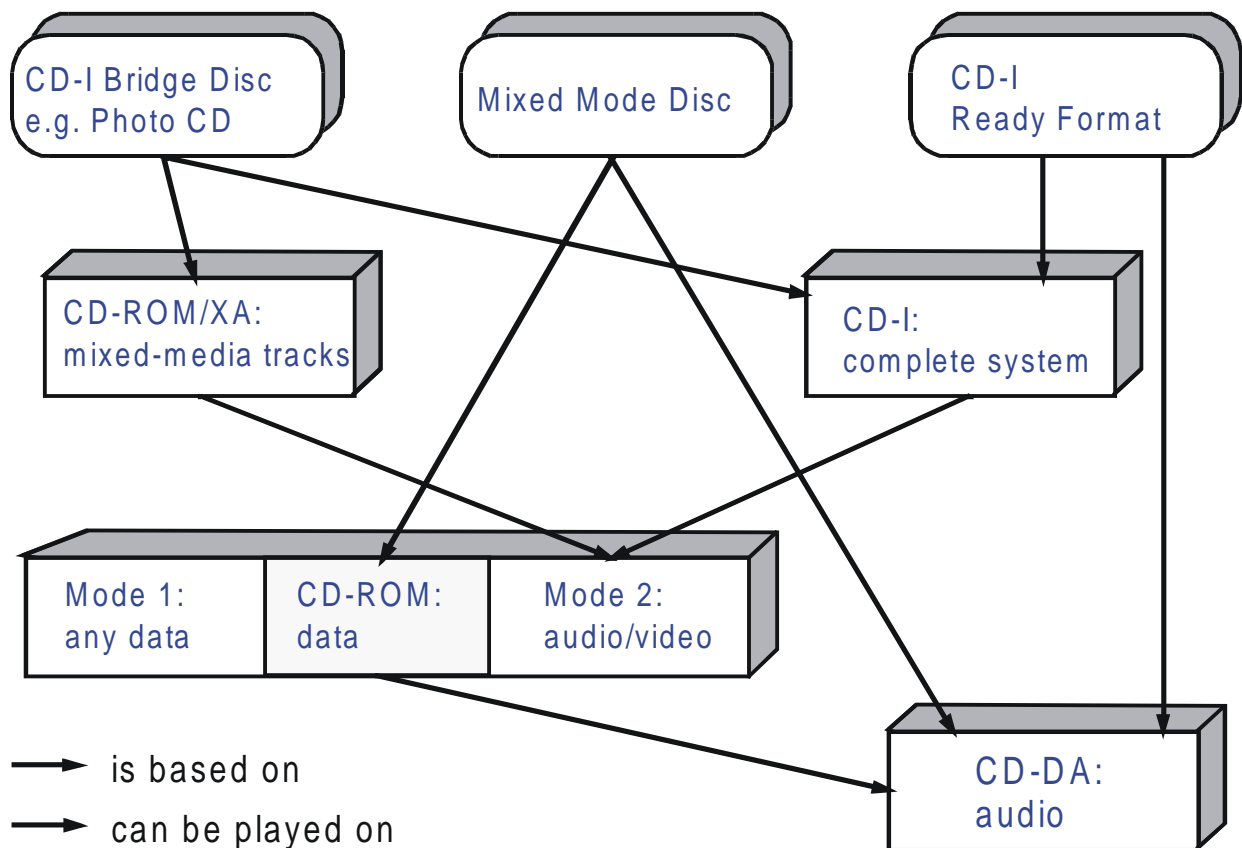 CD-I Bridge Disc
e.g. Photo CD
Mixed Mode Disc
CD-I
Ready Format
CD-ROM/XA:
mixed-media tracks
CD-I:
complete system
Mode 1:
any data
CD-ROM:
data
Mode 2:
audio/video
CD-DA:
audio
is based on
can be played on